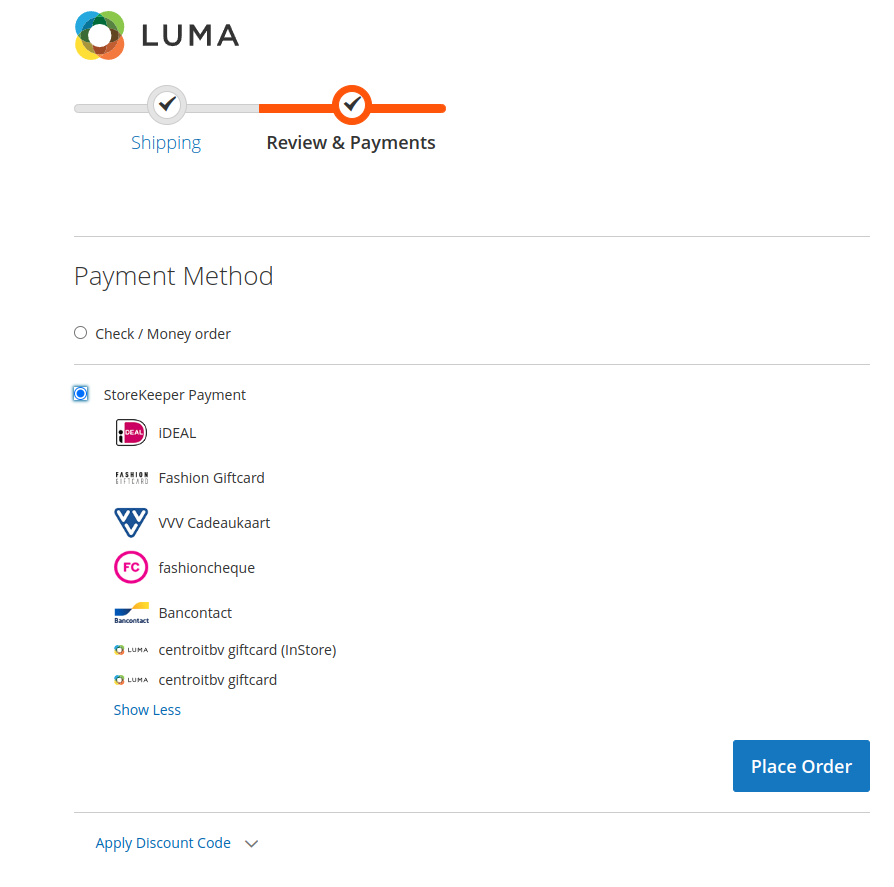 LUMA
Shipping
Review & Payments
Payment Method
Check / Money order
StoreKeeper Payment
iDEAL
DEAL
FASHION
GIFTCARD
Fashion Giftcard
VVV Cadeaukaart
FC
fashioncheque
Bancontact
Bancontact
LUMA
centroitbv giftcard (InStore)
LUMA
centroitbv giftcard
Show Less
Place Order
Apply Discount Code